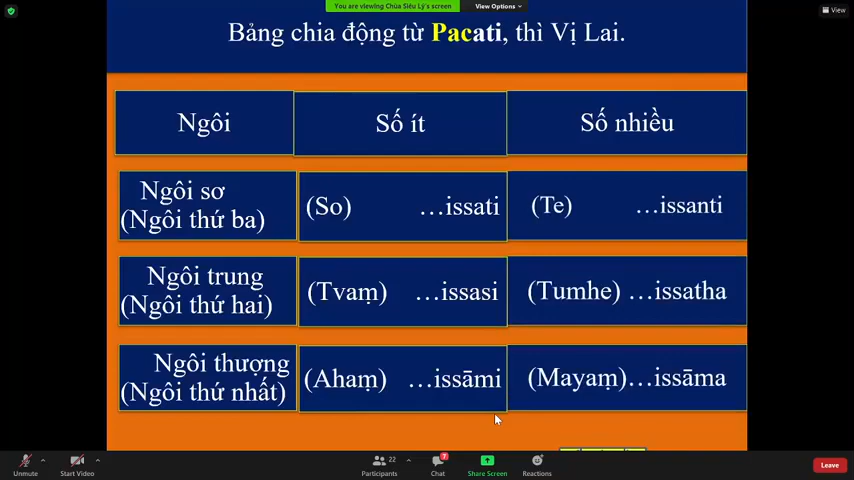 You are viewing Chùa Siêu Lý's screen
View Options
View
Bảng chia động từ Pacati, thì Vị Lai.
Ngôi
Số ít
Số nhiều
Ngôi sơ
(Ngôi thứ ba)
(So) …issati
(Te) …issanti
Ngôi trung
(Ngôi thứ hai)
(Tvaṃ) …issasi
(Tumhe) …issatha
Ngôi thượng
(Ngôi thứ nhất)
(Ahaṃ) …issāmi
(Mayaṃ)…issāma
Unmute
Start Video
22
Participants
7
Chat
Share Screen
Reactions
Leave